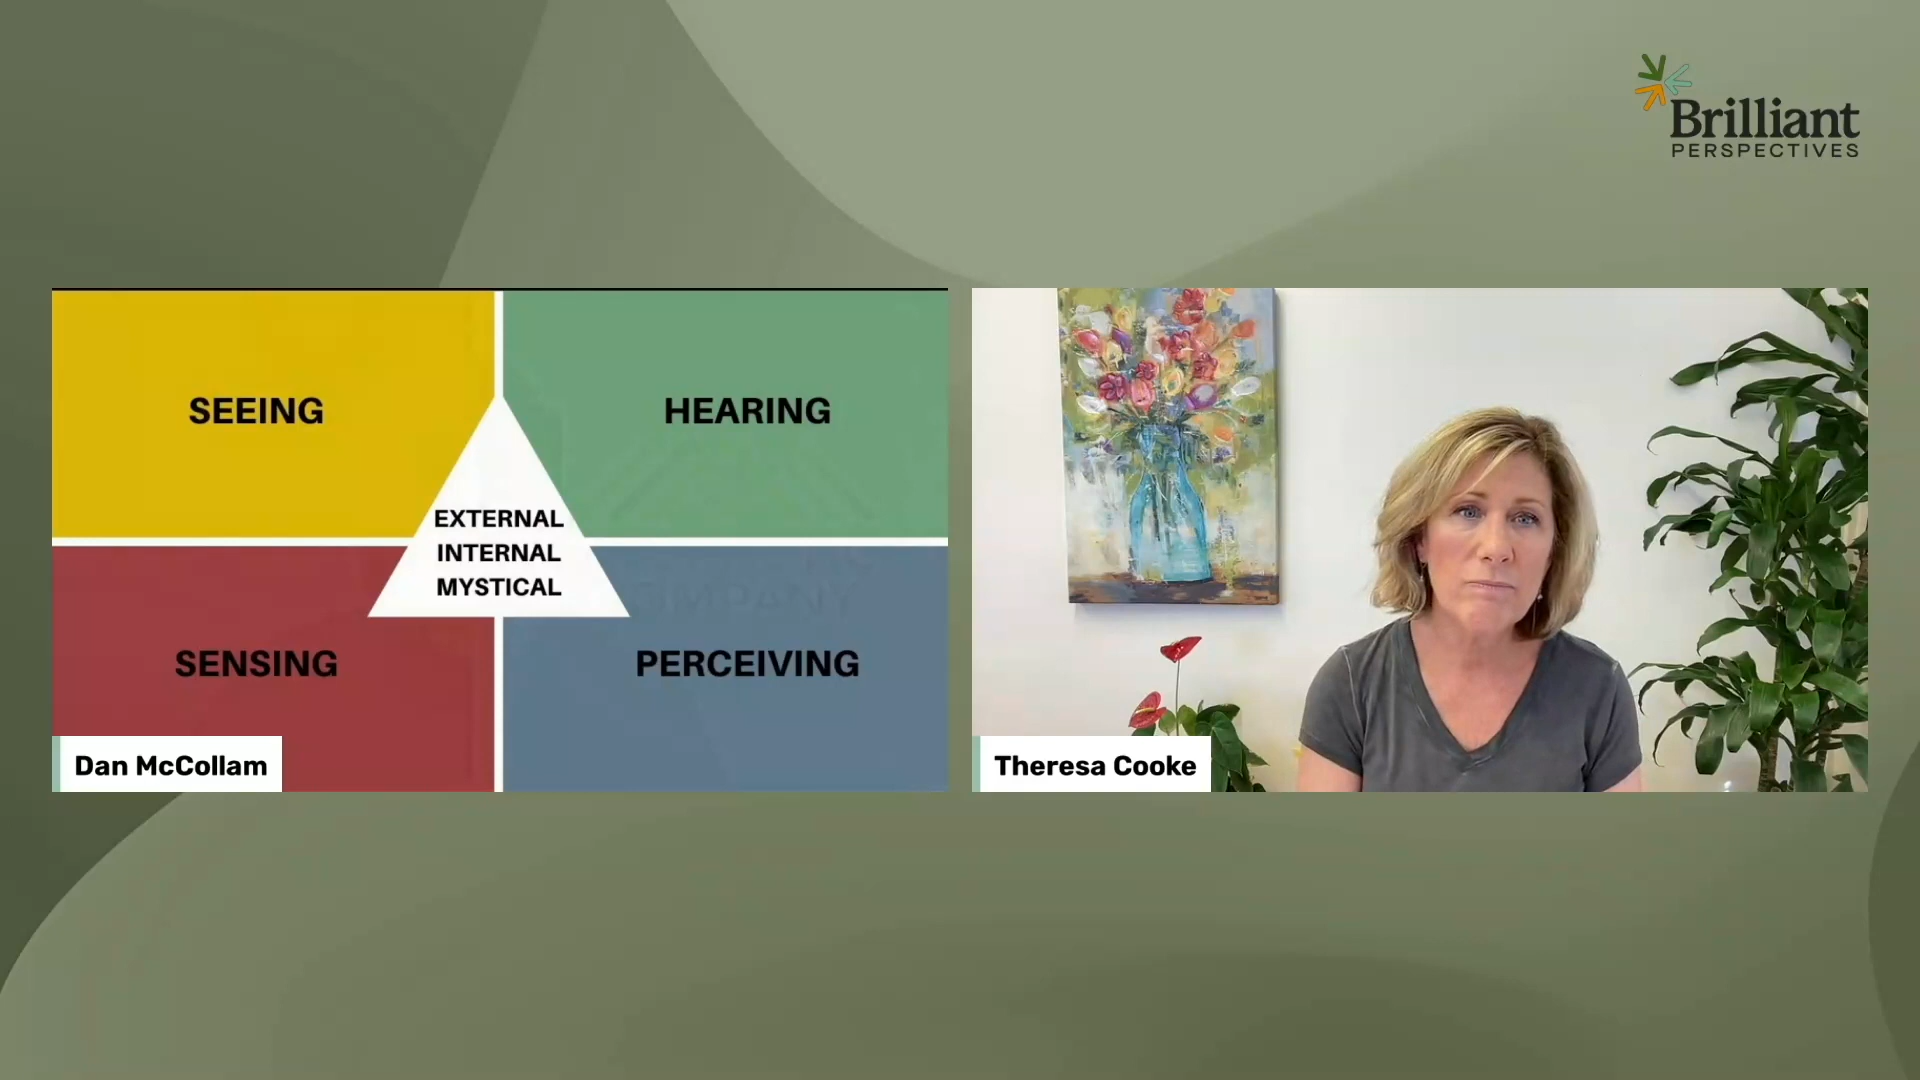 Brilliant
PERSPECTIVES
SEEING
HEARING
EXTERNAL
INTERNAL
MYSTICAL
SENSING
PERCEIVING
Dan McCollam
Theresa Cooke